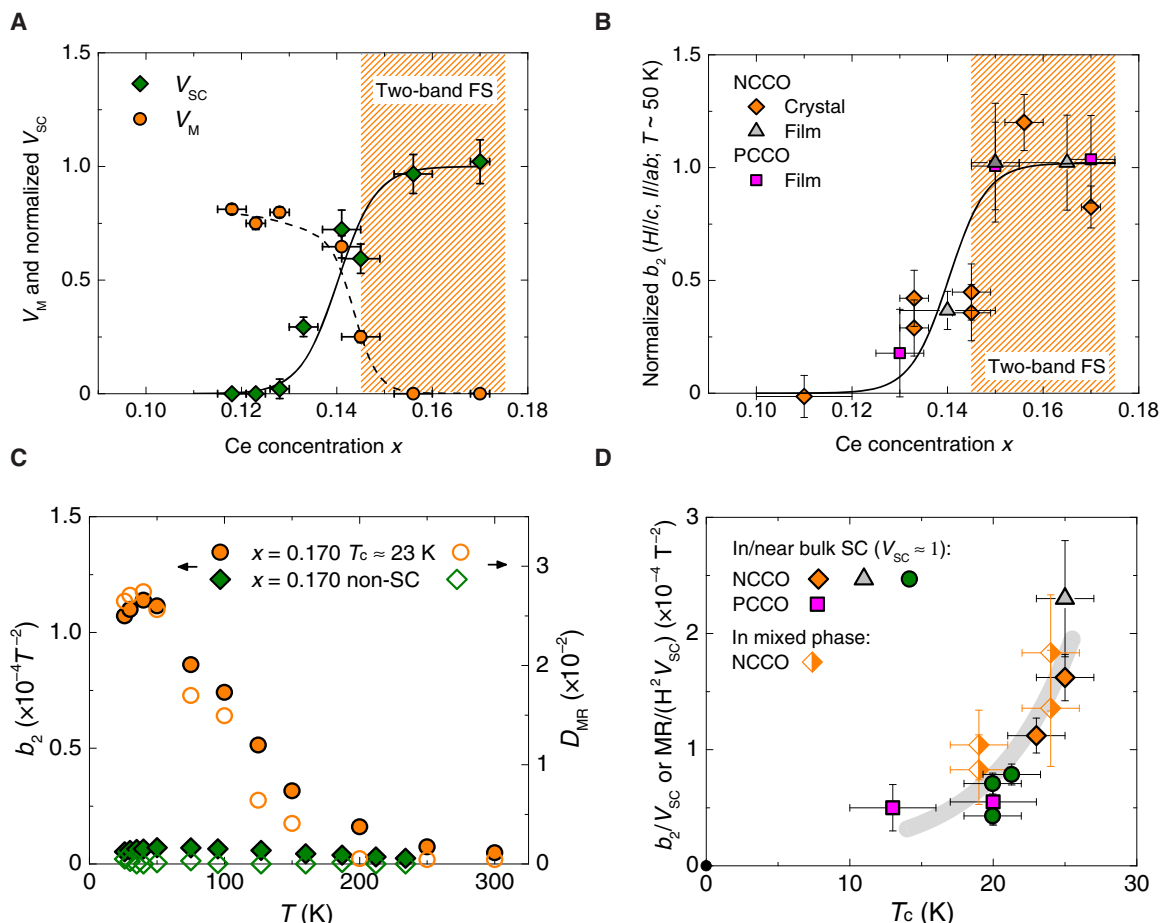 A
1.5
1.0
0.5
0
V_M and normalized V_SC
V_SC
V_M
Two-band FS
0.10
0.12
0.14
0.16
0.18
Ce concentration x
B
1.5
1.0
0.5
0
Normalized b_2 (H//c, I//ab; T ~ 50 K)
NCCO
Crystal
Film
PCCO
Film
Two-band FS
0.10
0.12
0.14
0.16
0.18
Ce concentration x
C
1.5
1.0
0.5
0
b_2 (×10^−4 T^−2)
x = 0.170 T_c ≈ 23 K
x = 0.170 non-SC
3
2
1
0
D_MR (×10^−2)
0
100
200
300
T (K)
D
3
2
1
0
b_2/V_SC or MR/(H^2 V_SC) (×10^−4 T^−2)
In/near bulk SC (V_SC ≈ 1):
NCCO
PCCO
In mixed phase:
NCCO
0
10
20
30
T_c (K)